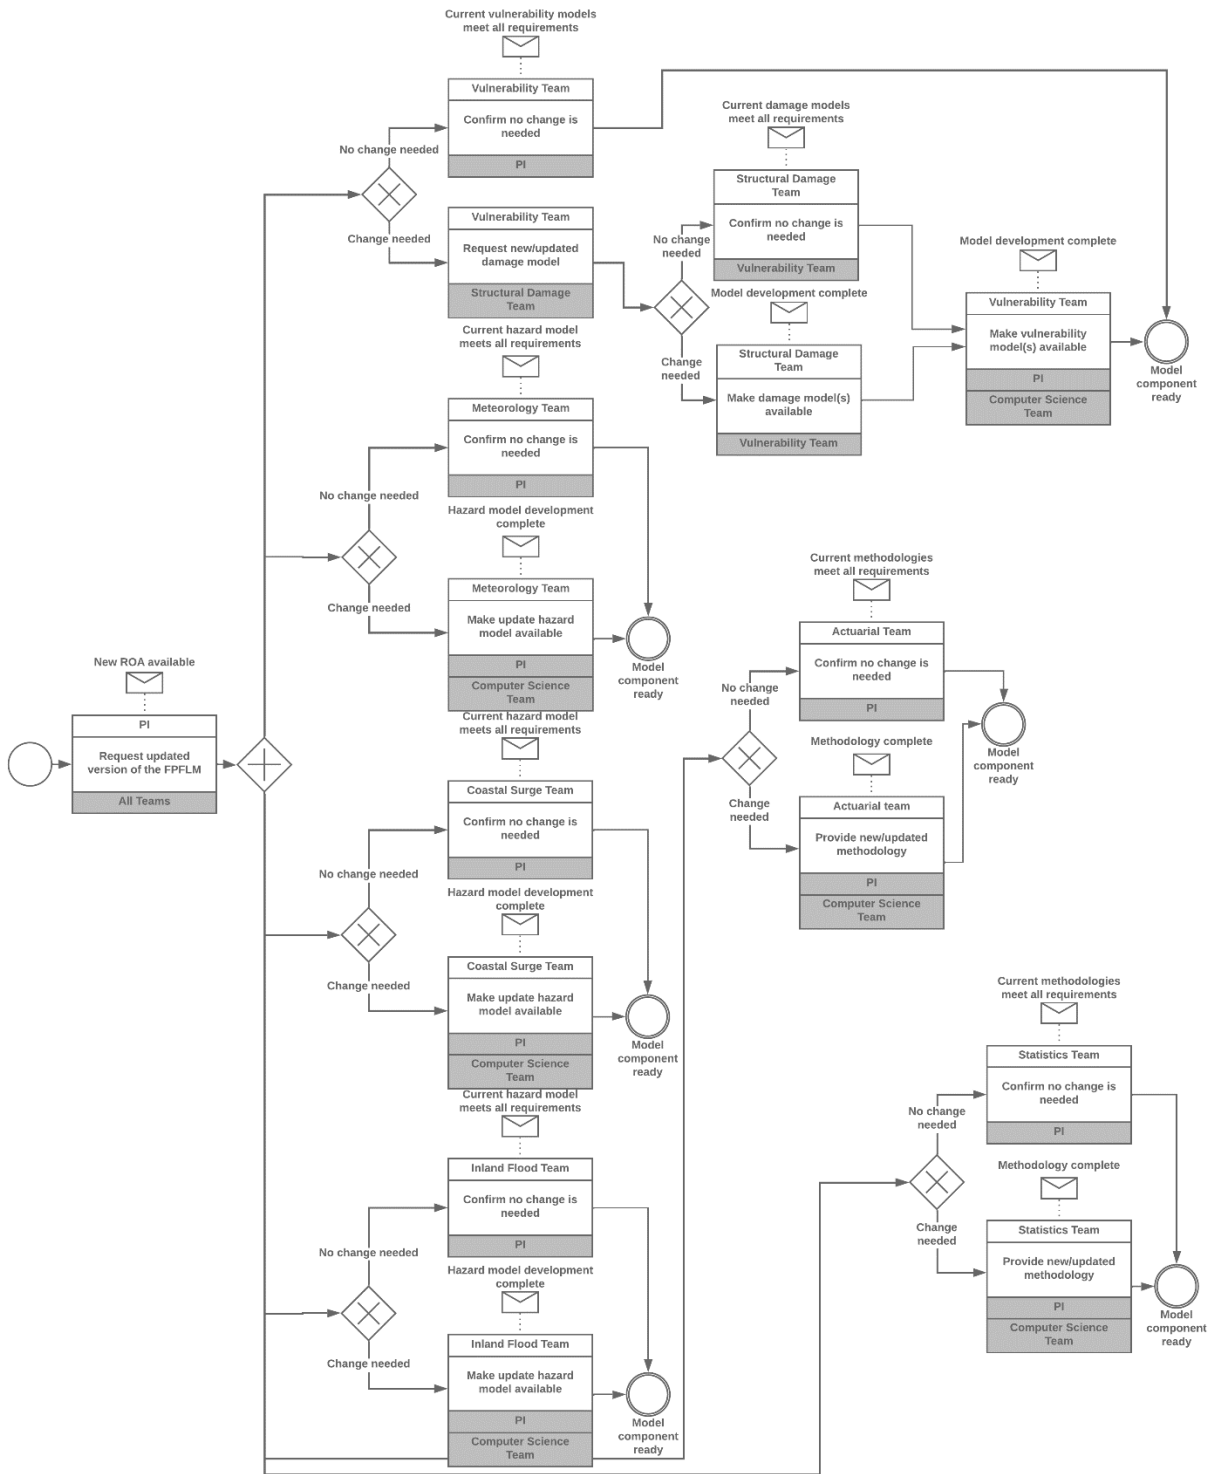 Current vulnerability models
meet all requirements
Vulnerability Team
Confirm no change is
needed
PI
No change needed
Change needed
Vulnerability Team
Request new/updated
damage model
Structural Damage
Team
Current damage models
meet all requirements
Structural Damage
Team
Confirm no change is
needed
Vulnerability Team
No change
needed
Change
needed
Model development complete
Structural Damage
Team
Make damage model(s)
available
Vulnerability Team
Model development complete
Vulnerability Team
Make vulnerability
model(s) available
PI
Computer Science
Team
Model
component
ready
Current hazard model
meets all requirements
Meteorology Team
Confirm no change is
needed
PI
No change needed
Change needed
Hazard model development
complete
Meteorology Team
Make update hazard
model available
PI
Computer Science
Team
Model
component
ready
New ROA available
PI
Request updated
version of the FPFLM
All Teams
Current hazard model
meets all requirements
Coastal Surge Team
Confirm no change is
needed
PI
No change needed
Change needed
Hazard model development
complete
Coastal Surge Team
Make update hazard
model available
PI
Computer Science
Team
Model
component
ready
Current methodologies
meet all requirements
Actuarial Team
Confirm no change is
needed
PI
No change
needed
Change
needed
Methodology complete
Actuarial team
Provide new/updated
methodology
PI
Computer Science
Team
Model
component
ready
Current hazard model
meets all requirements
Inland Flood Team
Confirm no change is
needed
PI
No change needed
Change needed
Hazard model development
complete
Inland Flood Team
Make update hazard
model available
PI
Computer Science
Team
Model
component
ready
Current methodologies
meet all requirements
Statistics Team
Confirm no change is
needed
PI
No change
needed
Change
needed
Methodology complete
Statistics Team
Provide new/updated
methodology
PI
Computer Science
Team
Model
component
ready